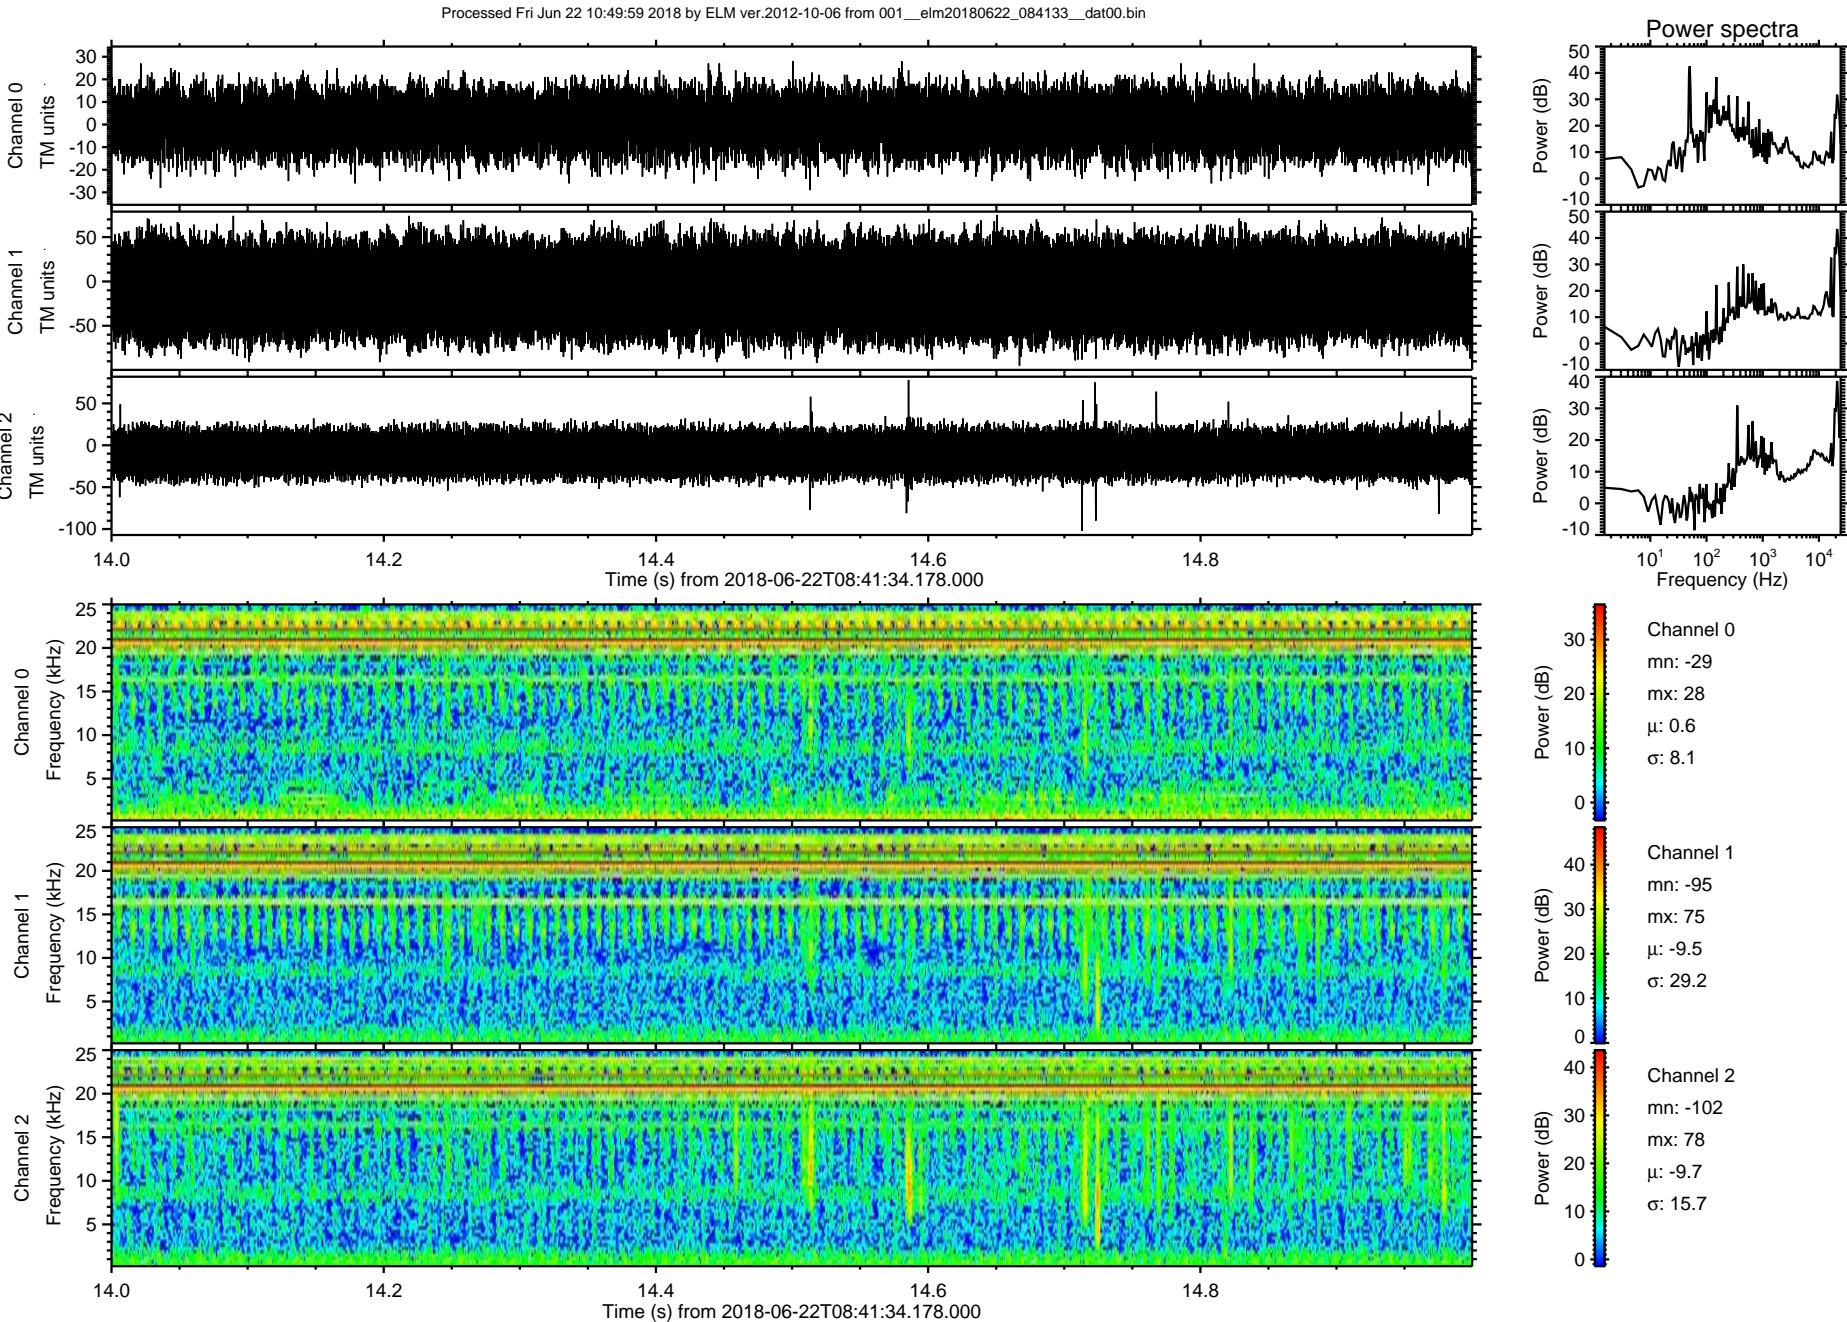 Processed Fri Jun 22 10:49:59 2018 by ELM ver.2012-10-06 from 001__elm20180622_084133__dat00.bin
Power spectra
Channel 0
TM units
30
20
10
0
-10
-20
-30
Power (dB)
50
40
30
20
10
0
-10
Channel 1
TM units
50
0
-50
Power (dB)
50
40
30
20
10
0
-10
Channel 2
TM units
50
0
-50
-100
Power (dB)
40
30
20
10
0
-10
14.0 14.2 14.4 14.6 14.8
Time (s) from 2018-06-22T08:41:34.178.000
10^1 10^2 10^3 10^4
Frequency (Hz)
Channel 0
Frequency (kHz)
25
20
15
10
5
Power (dB)
30
20
10
0
Channel 0
mn: -29
mx: 28
μ: 0.6
σ: 8.1
Channel 1
Frequency (kHz)
25
20
15
10
5
Power (dB)
40
30
20
10
0
Channel 1
mn: -95
mx: 75
μ: -9.5
σ: 29.2
Channel 2
Frequency (kHz)
25
20
15
10
5
Power (dB)
40
30
20
10
0
Channel 2
mn: -102
mx: 78
μ: -9.7
σ: 15.7
14.0 14.2 14.4 14.6 14.8
Time (s) from 2018-06-22T08:41:34.178.000